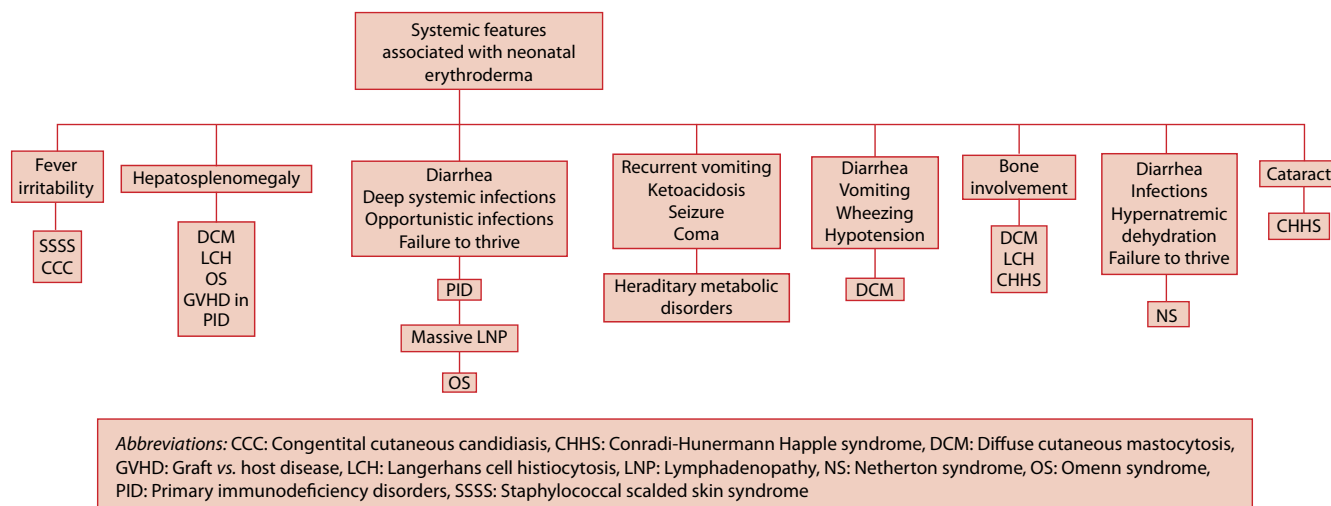 Systemic features
associated with neonatal
erythroderma
Fever
irritability
SSSS
CCC
Hepatosplenomegaly
DCM
LCH
OS
GVHD in
PID
Diarrhea
Deep systemic infections
Opportunistic infections
Failure to thrive
PID
Massive LNP
OS
Recurrent vomiting
Ketoacidosis
Seizure
Coma
Heraditary metabolic
disorders
Diarrhea
Vomiting
Wheezing
Hypotension
DCM
Bone
involvement
DCM
LCH
CHHS
Diarrhea
Infections
Hypernatremic
dehydration
Failure to thrive
NS
Cataract
CHHS
Abbreviations: CCC: Congentital cutaneous candidiasis, CHHS: Conradi-Hunermann Happle syndrome, DCM: Diffuse cutaneous mastocytosis,
GVHD: Graft vs. host disease, LCH: Langerhans cell histiocytosis, LNP: Lymphadenopathy, NS: Netherton syndrome, OS: Omenn syndrome,
PID: Primary immunodeficiency disorders, SSSS: Staphylococcal scalded skin syndrome